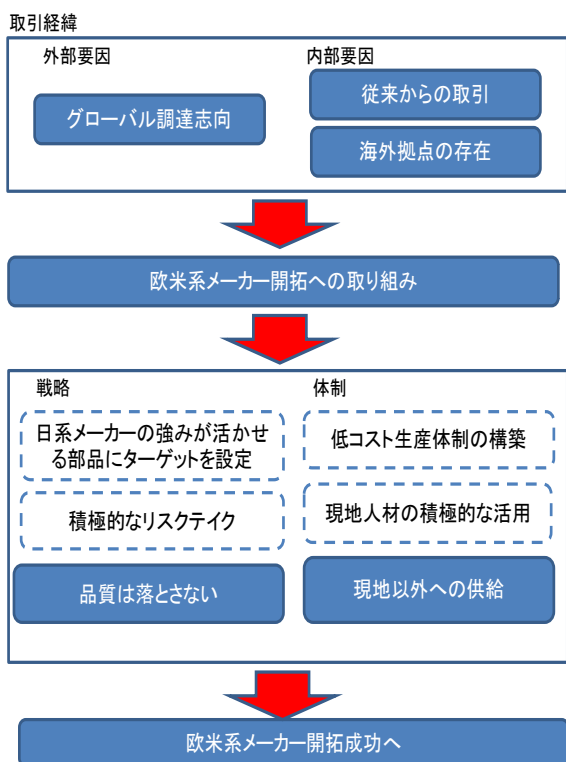 取引経緯
外部要因
グローバル調達志向
内部要因
従来からの取引
海外拠点の存在
欧米系メーカー開拓への取り組み
戦略
日系メーカーの強みが活かせ
る部品にターゲットを設定
積極的なリスクテイク
品質は落とさない
体制
低コスト生産体制の構築
現地人材の積極的な活用
現地以外への供給
欧米系メーカー開拓成功へ